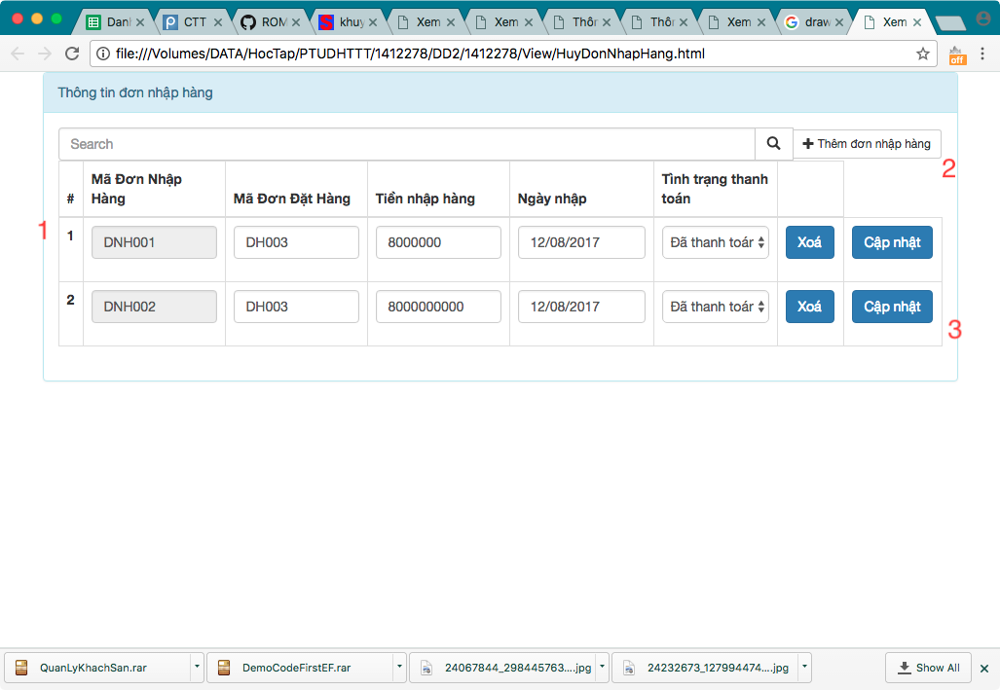 Danh CTT ROM khuy Xem Xem Thôn Thôn Xem draw Xem
file:///Volumes/DATA/HocTap/PTUDHTTT/1412278/DD2/1412278/View/HuyDonNhapHang.html
off
Thông tin đơn nhập hàng
Search
Thêm đơn nhập hàng
2
# Mã Đơn Nhập Hàng Mã Đơn Đặt Hàng Tiền nhập hàng Ngày nhập Tình trạng thanh toán
1
1 DNH001 DH003 8000000 12/08/2017 Đã thanh toán Xoá Cập nhật
2 DNH002 DH003 8000000000 12/08/2017 Đã thanh toán Xoá Cập nhật
3
QuanLyKhachSan.rar DemoCodeFirstEF.rar 24067844_298445763....jpg 24232673_127994474....jpg Show All